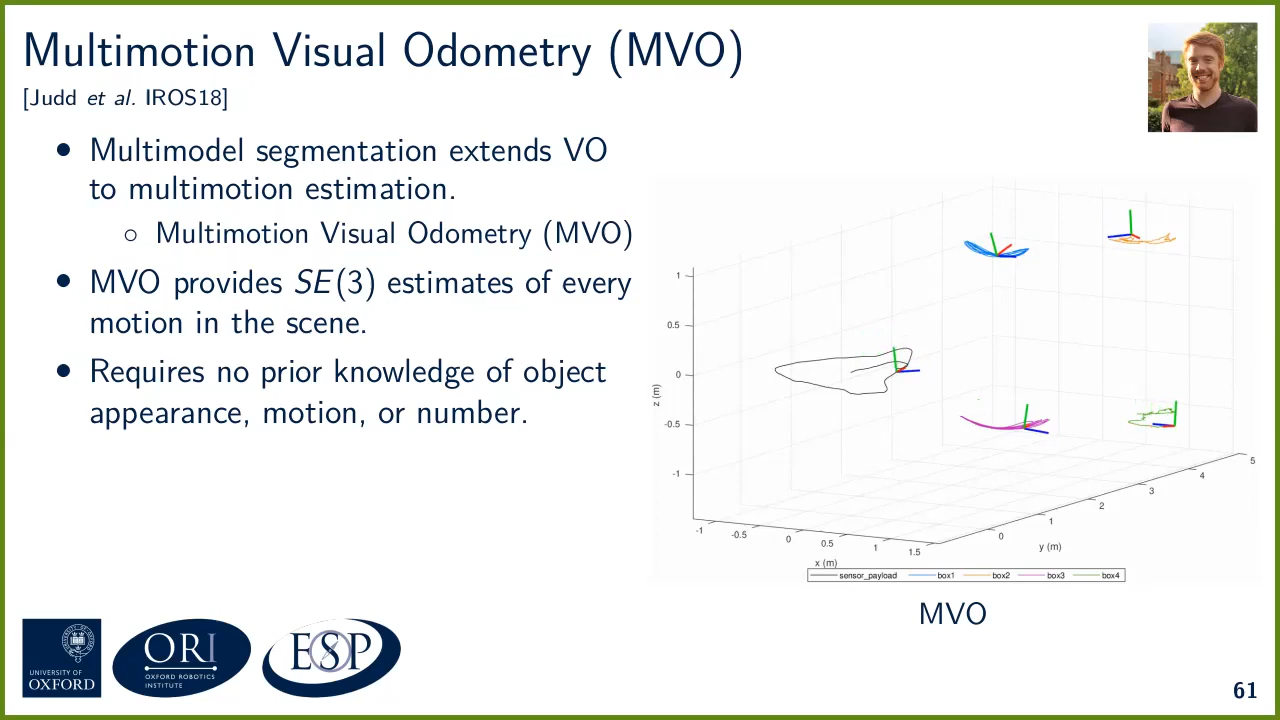 Multimotion Visual Odometry (MVO)
[Judd et al. IROS18]
• Multimodel segmentation extends VO
to multimotion estimation.
○ Multimotion Visual Odometry (MVO)
• MVO provides SE(3) estimates of every
motion in the scene.
• Requires no prior knowledge of object
appearance, motion, or number.
1
0.5
0
-0.5
-1
z (m)
-1
-0.5
0
0.5
1
1.5
x (m)
0
1
2
3
4
5
y (m)
sensor_payload box1 box2 box3 box4
MVO
UNIVERSITY OF
OXFORD
ORI
OXFORD ROBOTICS
INSTITUTE
ESP
61